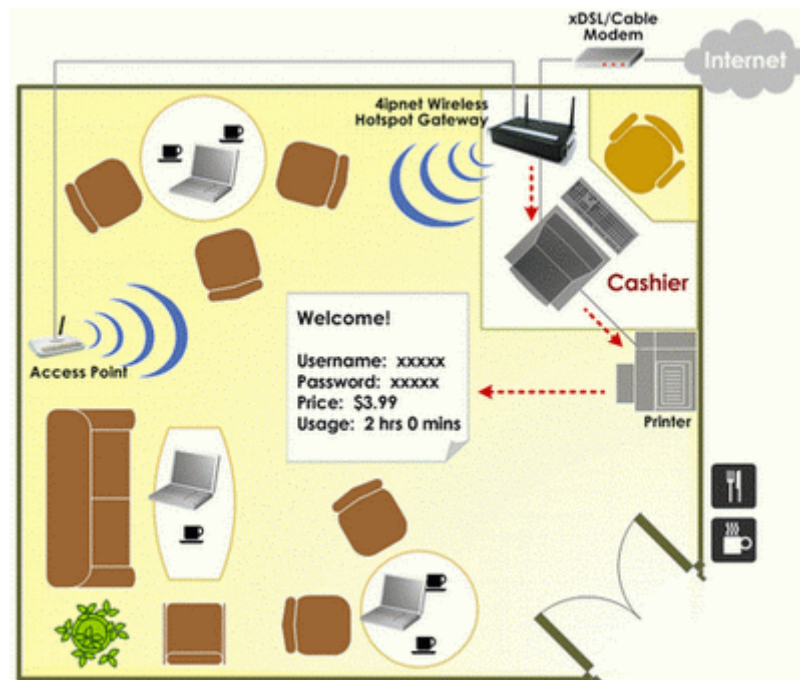 xDSL/Cable
Modem
Internet
4ipnet Wireless
Hotspot Gateway
Cashier
Welcome!
Username: xxxxx
Password: xxxxx
Price: $3.99
Usage: 2 hrs 0 mins
Access Point
Printer